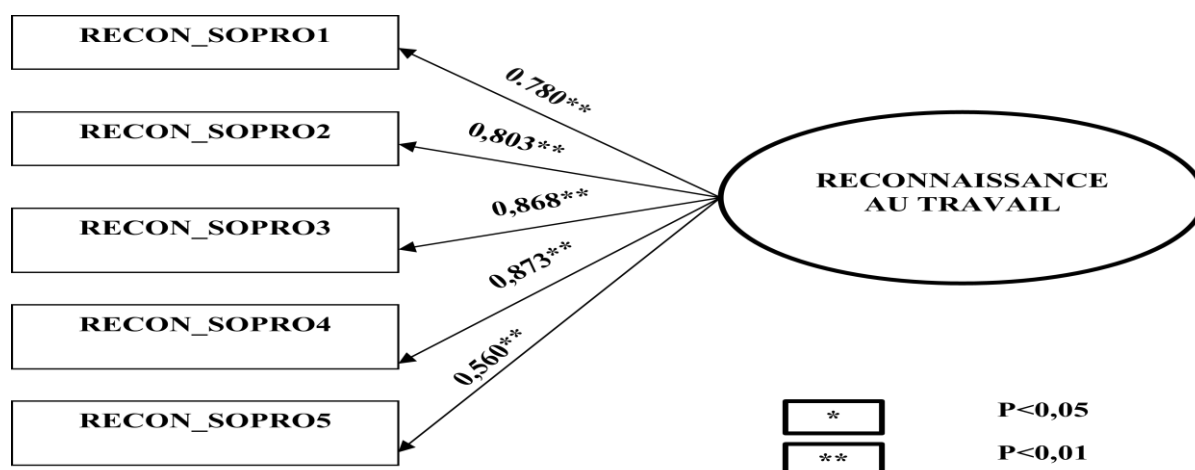 RECON_SOPRO1
0.780**
RECON_SOPRO2
0,803**
RECON_SOPRO3
0,868**
RECONNAISSANCE
AU TRAVAIL
RECON_SOPRO4
0,873**
RECON_SOPRO5
0,560**
* P<0,05
** P<0,01